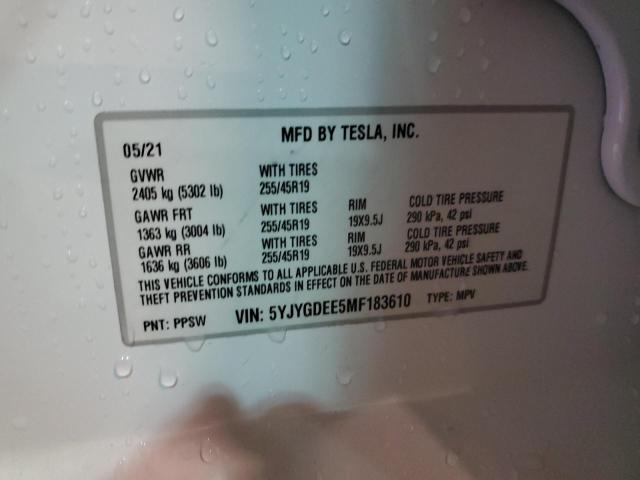 MFD BY TESLA, INC.
05/21
GVWR WITH TIRES
2405 kg (5302 lb) 255/45R19
GAWR FRT WITH TIRES RIM COLD TIRE PRESSURE
1363 kg (3004 lb) 255/45R19 19X9.5J 290 kPa, 42 psi
GAWR RR WITH TIRES RIM COLD TIRE PRESSURE
1636 kg (3606 lb) 255/45R19 19X9.5J 290 kPa, 42 psi
THIS VEHICLE CONFORMS TO ALL APPLICABLE U.S. FEDERAL MOTOR VEHICLE SAFETY AND
THEFT PREVENTION STANDARDS IN EFFECT ON THE DATE OF MANUFACTURE SHOWN ABOVE.
PNT: PPSW VIN: 5YJYGDEE5MF183610 TYPE: MPV